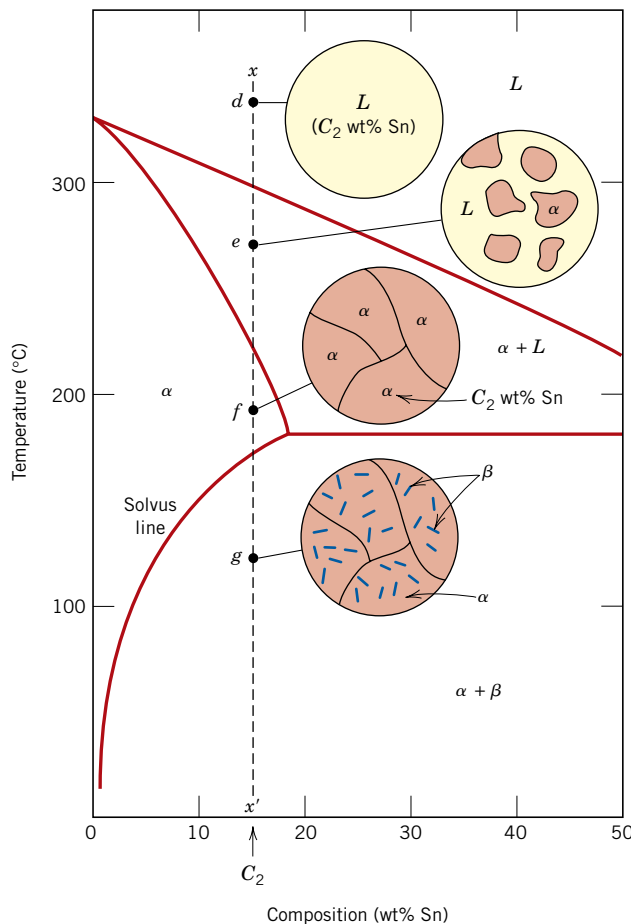 x
d
L
(C₂ wt% Sn)
L
300
L
α
e
α
α
α
α + L
α
α
C₂ wt% Sn
200
f
Temperature (°C)
Solvus
line
β
g
α
100
α + β
x′
0
10
20
30
40
50
C₂
Composition (wt% Sn)